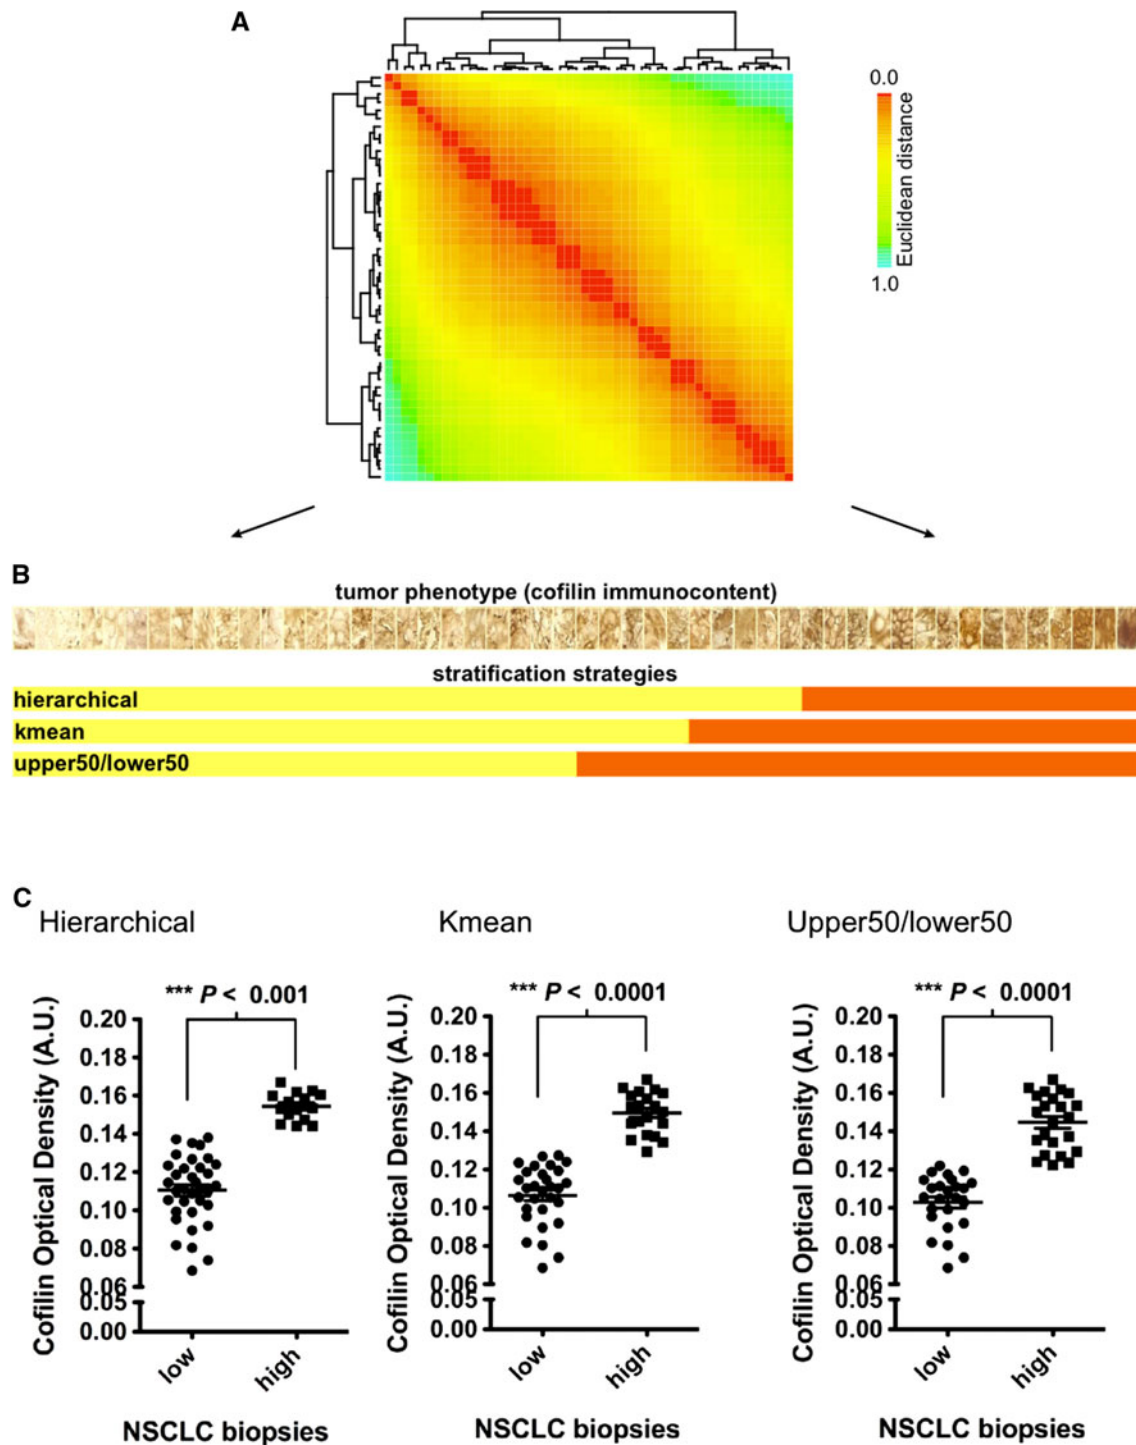 A
0.0
Euclidean distance
1.0
B
tumor phenotype (cofilin immunocontent)
stratification strategies
hierarchical
kmean
upper50/lower50
C
Hierarchical
Kmean
Upper50/lower50
*** P < 0.001
Cofilin Optical Density (A.U.)
0.20
0.18
0.16
0.14
0.12
0.10
0.08
0.06
0.05
0.00
low
high
NSCLC biopsies
*** P < 0.0001
Cofilin Optical Density (A.U.)
0.20
0.18
0.16
0.14
0.12
0.10
0.08
0.06
0.05
0.00
low
high
NSCLC biopsies
*** P < 0.0001
Cofilin Optical Density (A.U.)
0.20
0.18
0.16
0.14
0.12
0.10
0.08
0.06
0.05
0.00
low
high
NSCLC biopsies